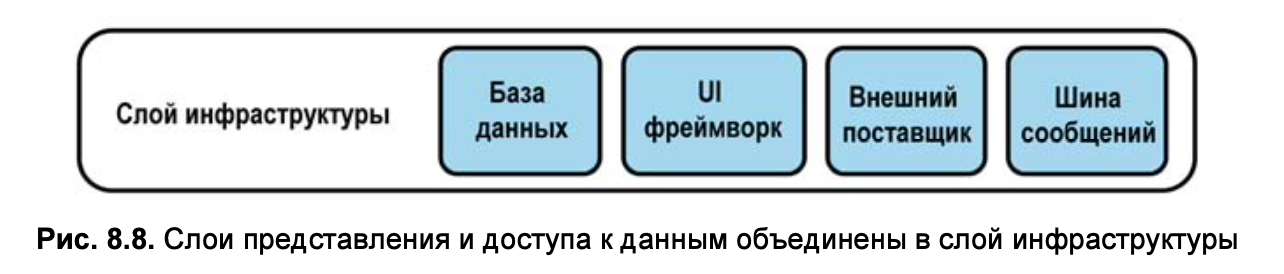 Слой инфраструктуры
База
данных
UI
фреймворк
Внешний
поставщик
Шина
сообщений
Рис. 8.8. Слои представления и доступа к данным объединены в слой инфраструктуры